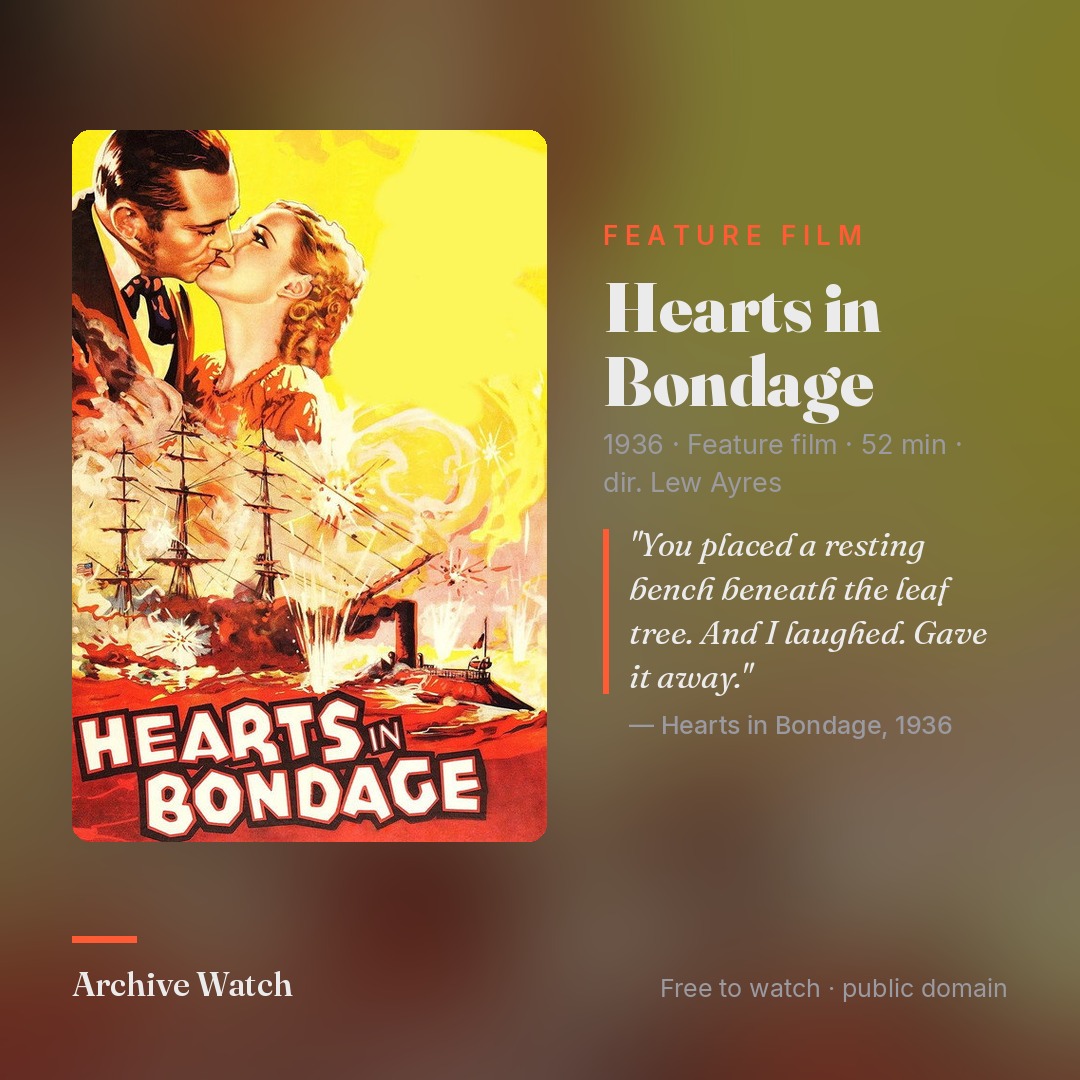 HEARTS IN
BONDAGE
FEATURE FILM
Hearts in
Bondage
1936 · Feature film · 52 min ·
dir. Lew Ayres
"You placed a resting
bench beneath the leaf
tree. And I laughed. Gave
it away."
— Hearts in Bondage, 1936
Archive Watch
Free to watch · public domain